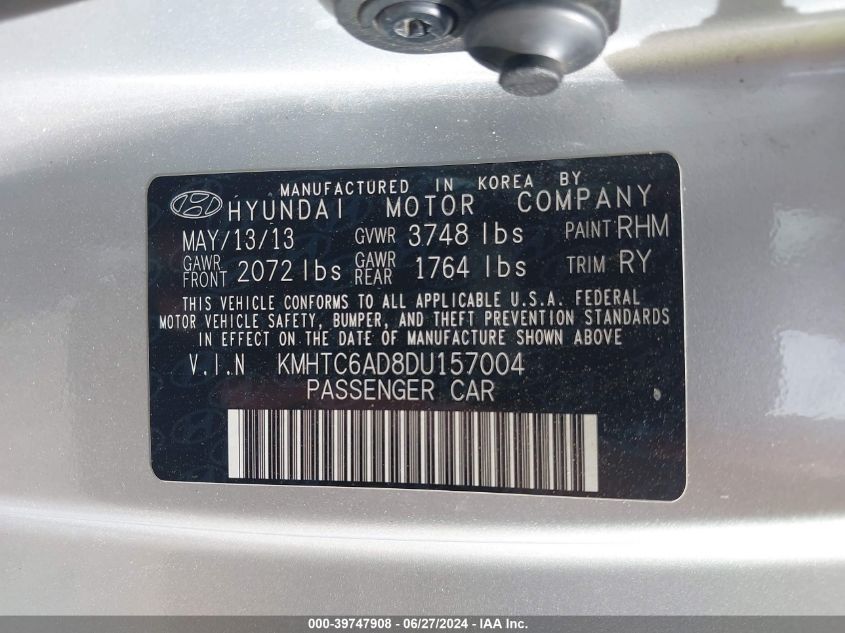 MANUFACTURED IN KOREA BY
HYUNDAI MOTOR COMPANY
MAY/13/13 GVWR 3748 lbs PAINT RHM
GAWR FRONT 2072 lbs GAWR REAR 1764 lbs TRIM RY
THIS VEHICLE CONFORMS TO ALL APPLICABLE U.S.A. FEDERAL
MOTOR VEHICLE SAFETY, BUMPER, AND THEFT PREVENTION STANDARDS
IN EFFECT ON THE DATE OF MANUFACTURE SHOWN ABOVE
V.I.N KMHTC6AD8DU157004
PASSENGER CAR
000-39747908 - 06/27/2024 - IAAI.COM